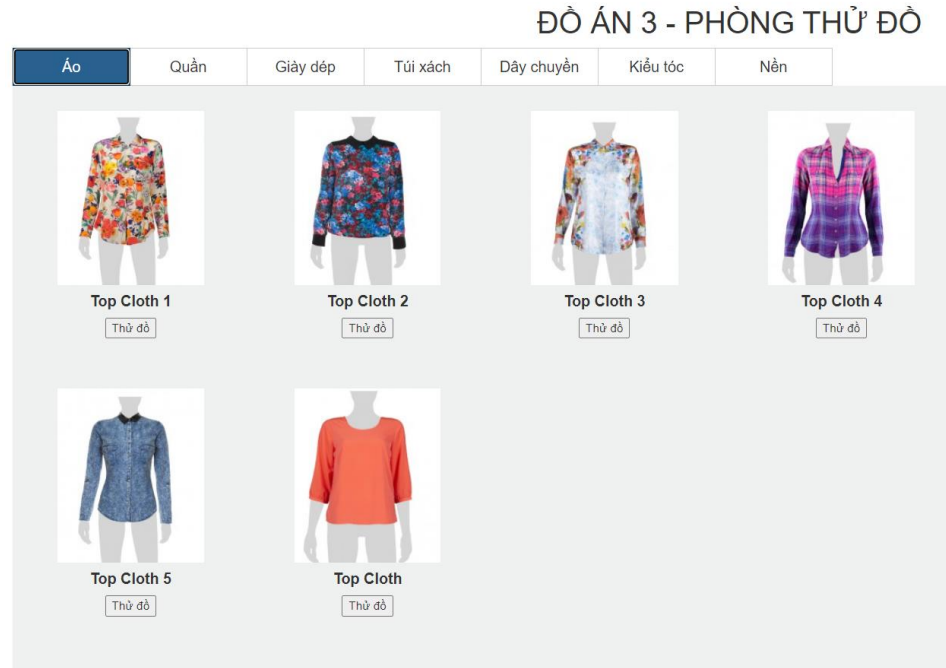 ĐỒ ÁN 3 - PHÒNG THỬ ĐỒ
Áo Quần Giày dép Túi xách Dây chuyền Kiểu tóc Nền
Top Cloth 1 Top Cloth 2 Top Cloth 3 Top Cloth 4
Thử đồ Thử đồ Thử đồ Thử đồ
Top Cloth 5 Top Cloth
Thử đồ Thử đồ